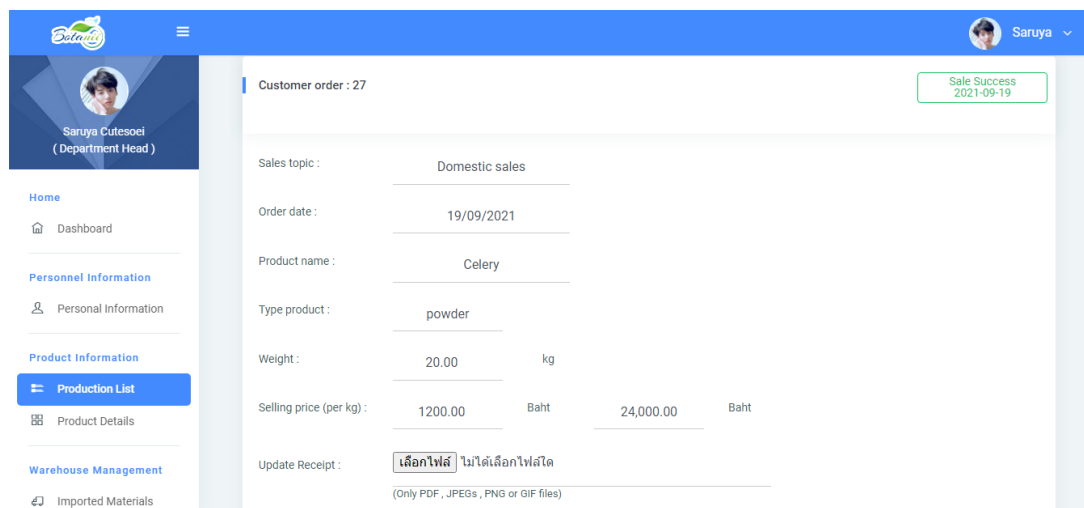 Botanii
Saruya
Saruya Cutesoei
( Department Head )
Home
Dashboard
Personnel Information
Personal Information
Product Information
Production List
Product Details
Warehouse Management
Imported Materials
Customer order : 27
Sale Success
2021-09-19
Sales topic :
Domestic sales
Order date :
19/09/2021
Product name :
Celery
Type product :
powder
Weight :
20.00 kg
Selling price (per kg) :
1200.00 Baht 24,000.00 Baht
Update Receipt :
เลือกไฟล์ ไม่ได้เลือกไฟล์ใด
(Only PDF , JPEGs , PNG or GIF files)